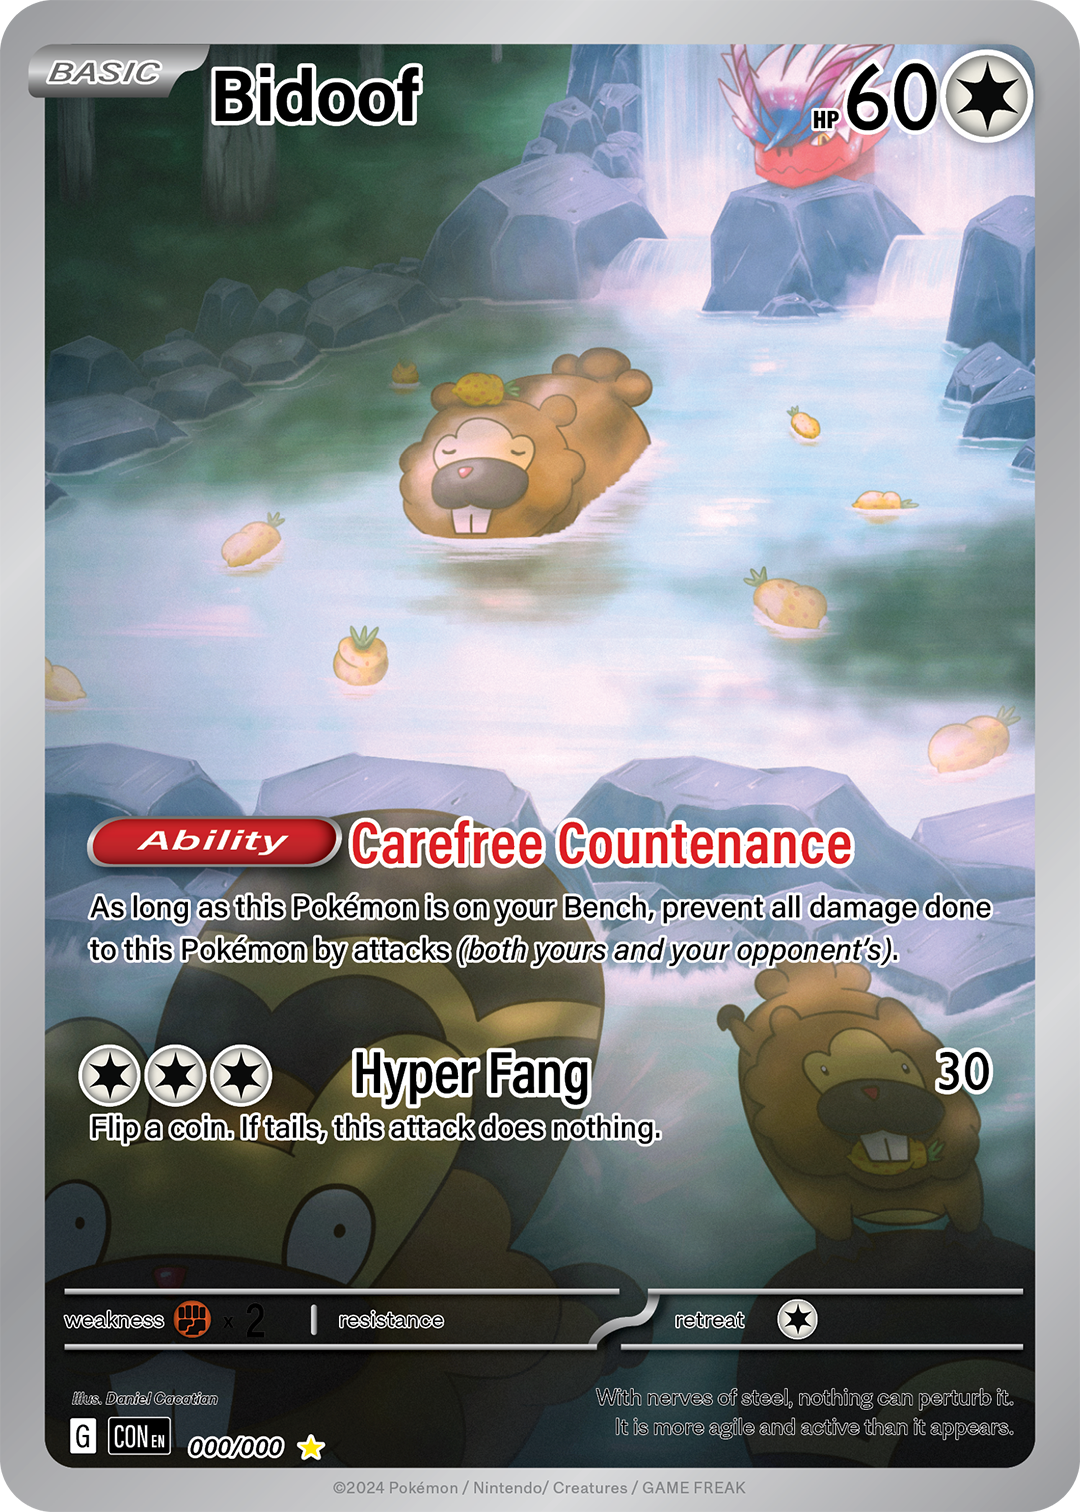 BASIC Bidoof HP 60
Ability Carefree Countenance
As long as this Pokémon is on your Bench, prevent all damage done
to this Pokémon by attacks (both yours and your opponent's).
Hyper Fang 30
Flip a coin. If tails, this attack does nothing.
weakness x 2 resistance retreat
Illus. Daniel Cacatian
With nerves of steel, nothing can perturb it.
It is more agile and active than it appears.
G CON EN 000/000
©2024 Pokémon / Nintendo/ Creatures / GAME FREAK